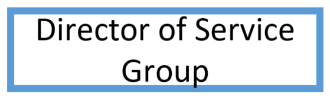 Director of Service
Group